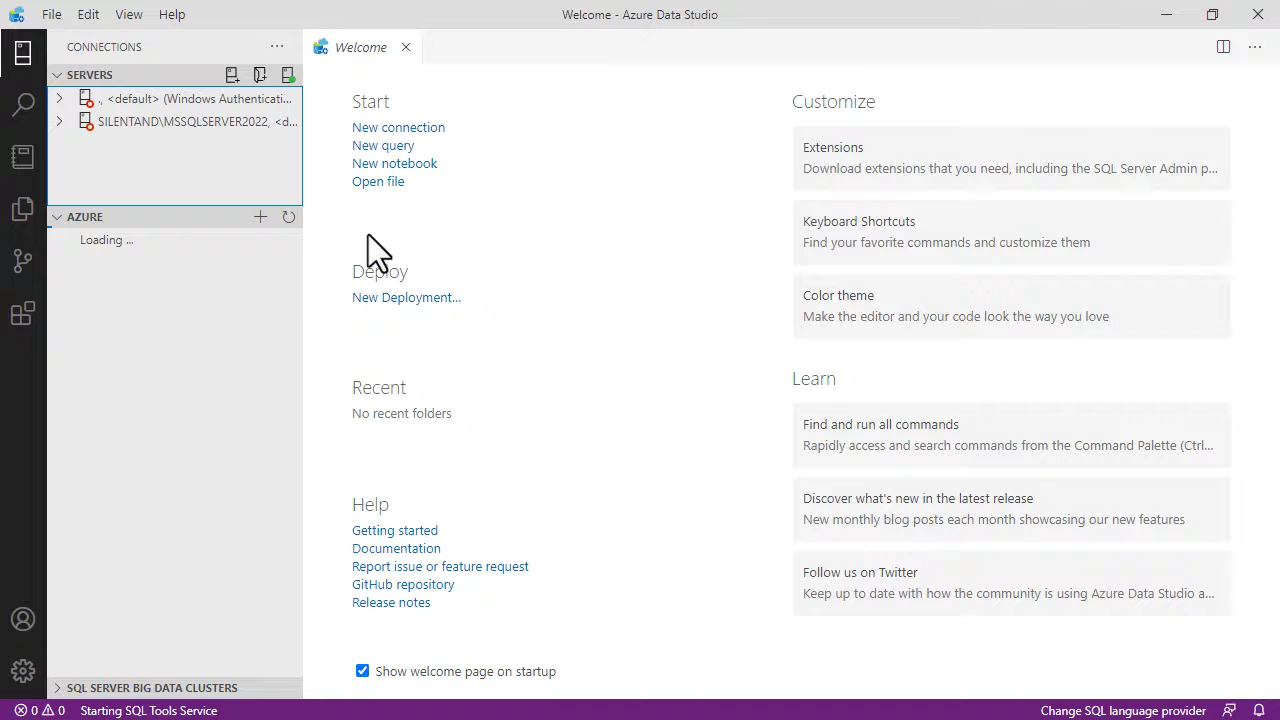 File Edit View Help
Welcome - Azure Data Studio
CONNECTIONS
Welcome
SERVERS
., <default> (Windows Authenticati...
SILENTAND\MSSQLSERVER2022, <d...
AZURE
Loading ...
SQL SERVER BIG DATA CLUSTERS
Start
New connection
New query
New notebook
Open file
Deploy
New Deployment...
Recent
No recent folders
Help
Getting started
Documentation
Report issue or feature request
GitHub repository
Release notes
Show welcome page on startup
Customize
Extensions
Download extensions that you need, including the SQL Server Admin p...
Keyboard Shortcuts
Find your favorite commands and customize them
Color theme
Make the editor and your code look the way you love
Learn
Find and run all commands
Rapidly access and search commands from the Command Palette (Ctrl...
Discover what's new in the latest release
New monthly blog posts each month showcasing our new features
Follow us on Twitter
Keep up to date with how the community is using Azure Data Studio a...
0 0 Starting SQL Tools Service
Change SQL language provider